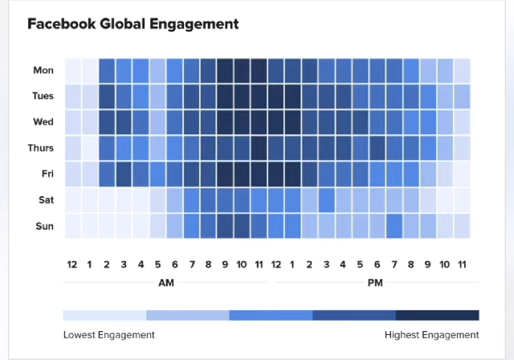 Facebook Global Engagement
Mon
Tues
Wed
Thurs
Fri
Sat
Sun
12 1 2 3 4 5 6 7 8 9 10 11 12 1 2 3 4 5 6 7 8 9 10 11
AM PM
Lowest Engagement Highest Engagement